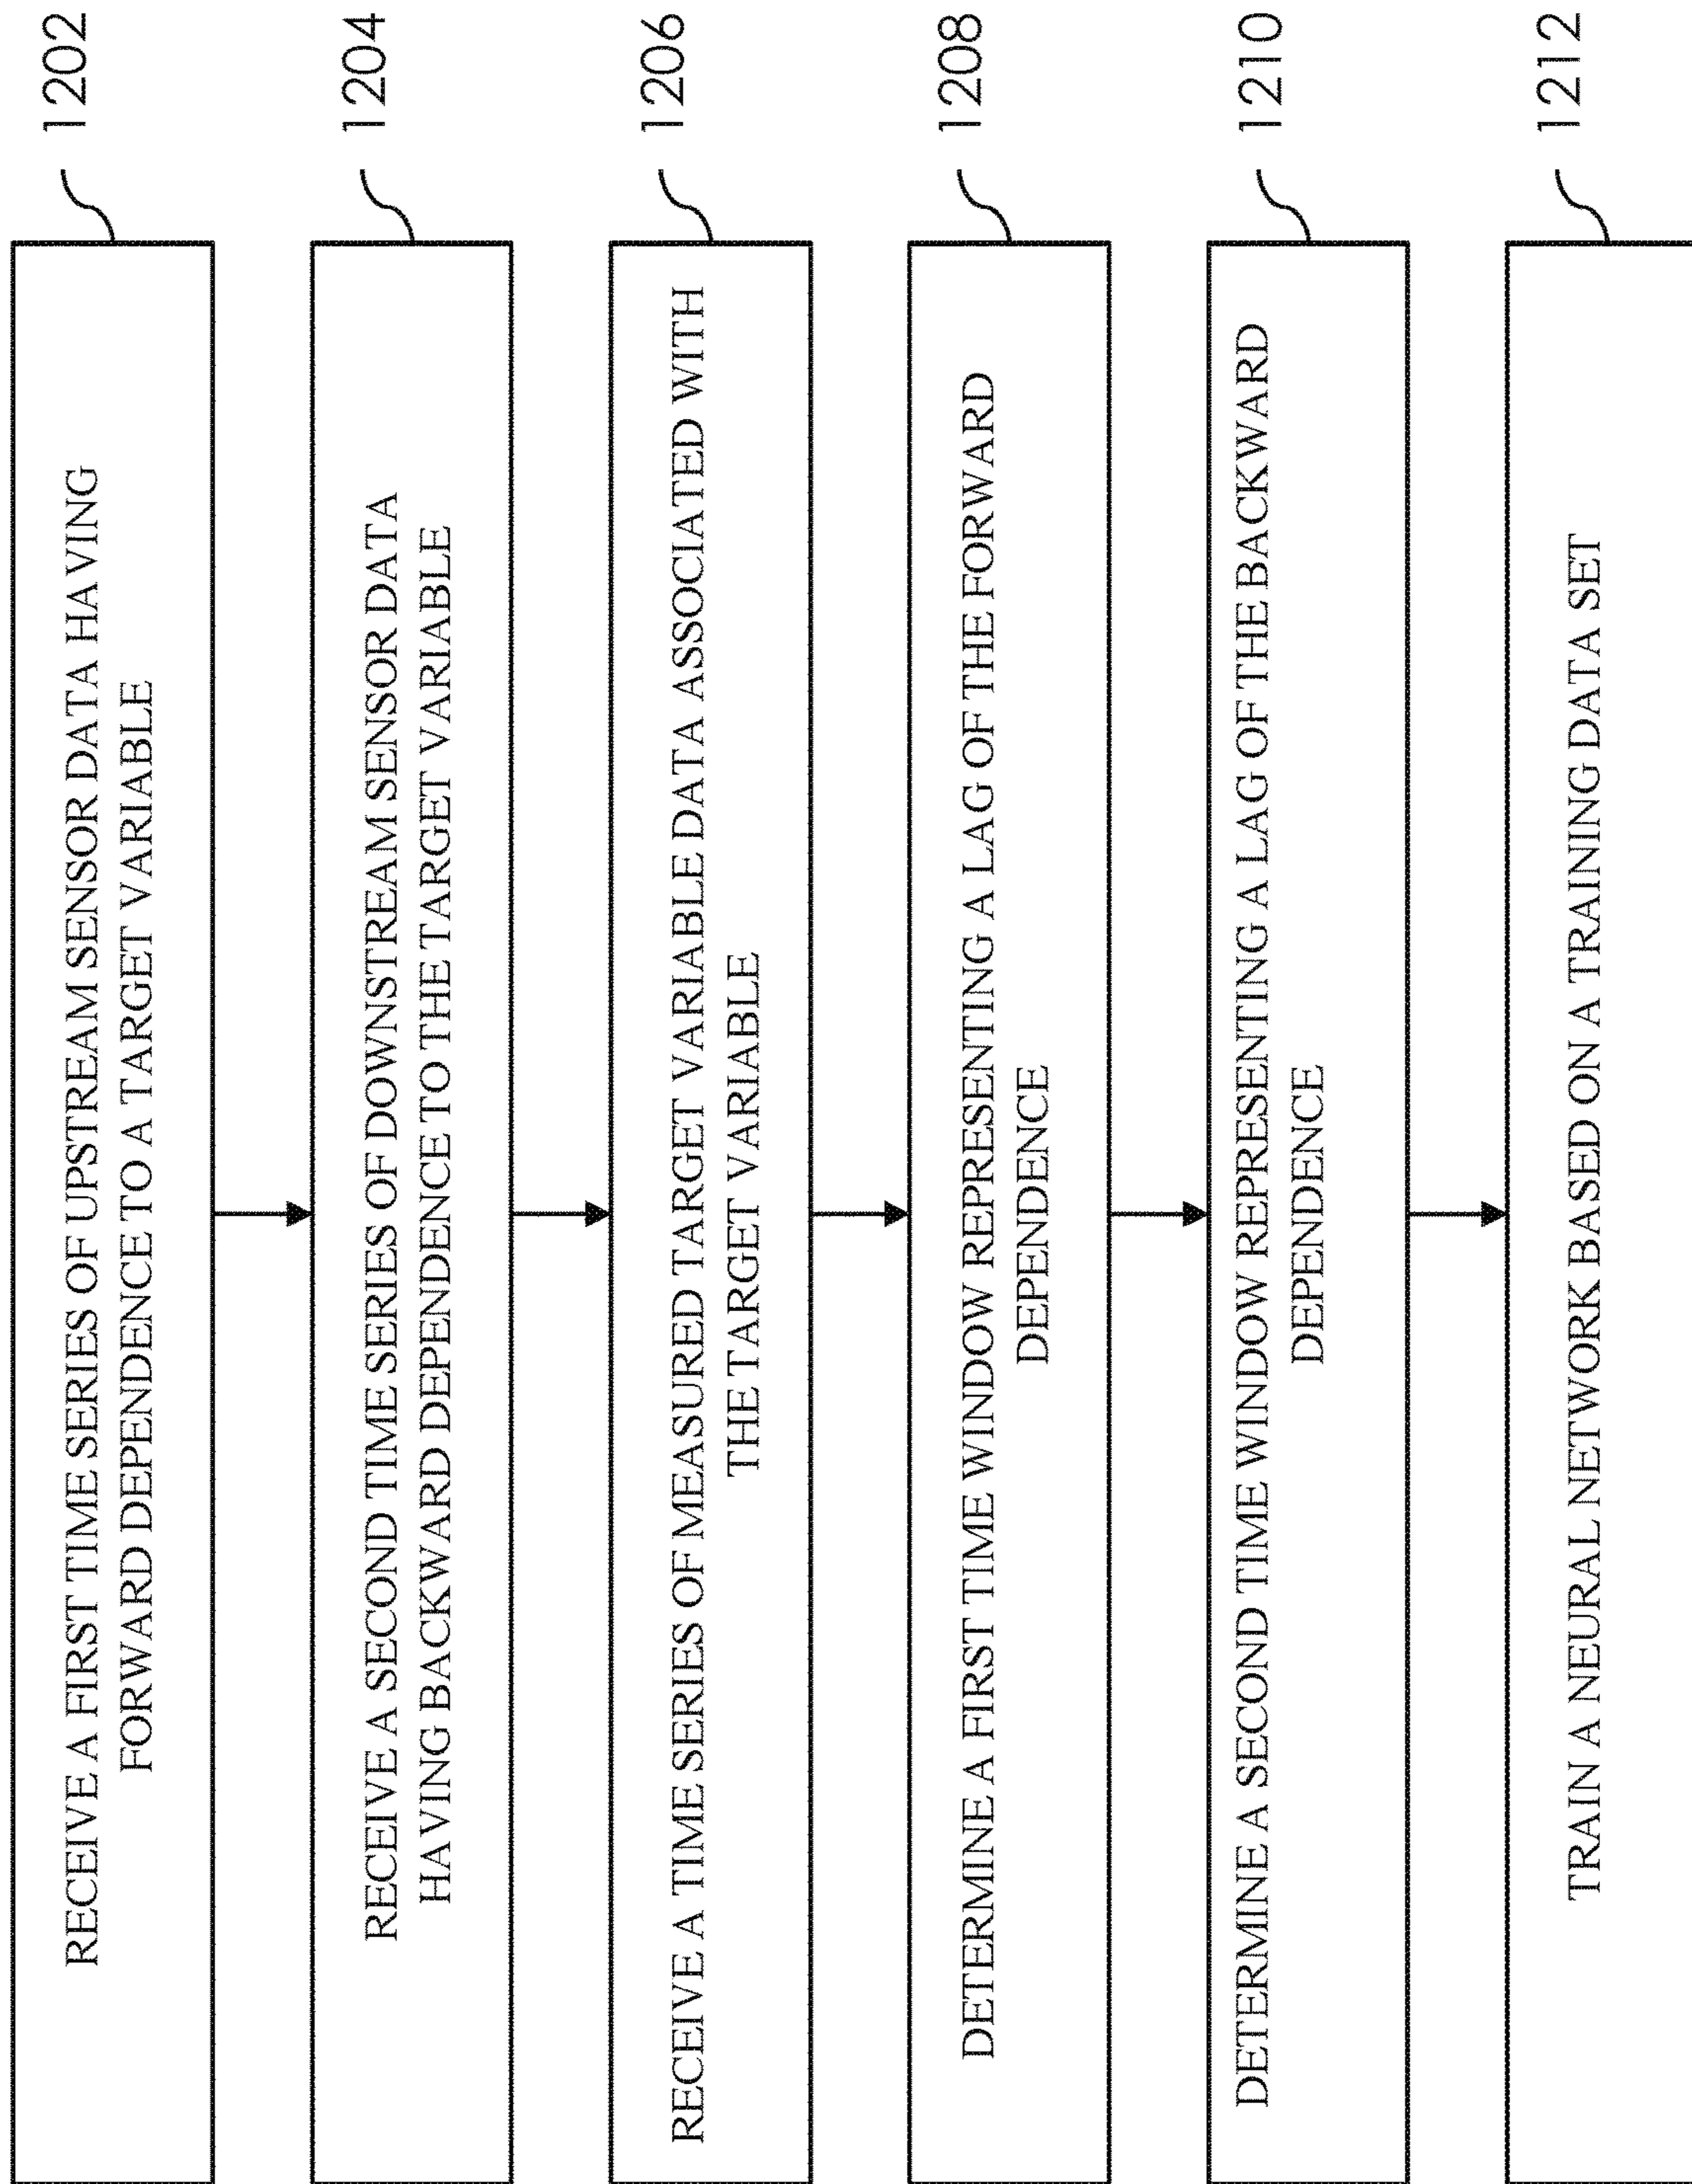 RECEIVE A FIRST TIME SERIES OF UPSTREAM SENSOR DATA HAVING
FORWARD DEPENDENCE TO A TARGET VARIABLE
1202
RECEIVE A SECOND TIME SERIES OF DOWNSTREAM SENSOR DATA
HAVING BACKWARD DEPENDENCE TO THE TARGET VARIABLE
1204
RECEIVE A TIME SERIES OF MEASURED TARGET VARIABLE DATA ASSOCIATED WITH
THE TARGET VARIABLE
1206
DETERMINE A FIRST TIME WINDOW REPRESENTING A LAG OF THE FORWARD
DEPENDENCE
1208
DETERMINE A SECOND TIME WINDOW REPRESENTING A LAG OF THE BACKWARD
DEPENDENCE
1210
TRAIN A NEURAL NETWORK BASED ON A TRAINING DATA SET
1212